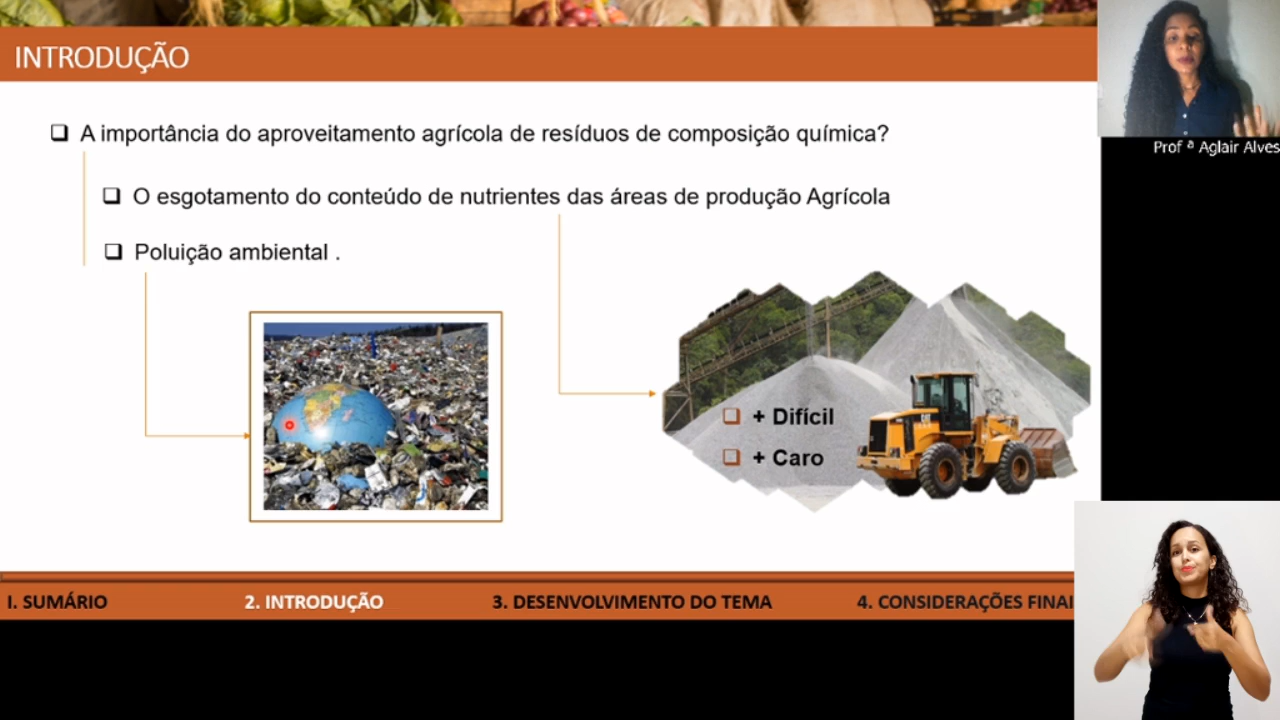 INTRODUÇÃO
A importância do aproveitamento agrícola de resíduos de composição química?
O esgotamento do conteúdo de nutrientes das áreas de produção Agrícola
Poluição ambiental .
+ Difícil
+ Caro
CAT
Prof ª Aglair Alves
I. SUMÁRIO
2. INTRODUÇÃO
3. DESENVOLVIMENTO DO TEMA
4. CONSIDERAÇÕES FINAI